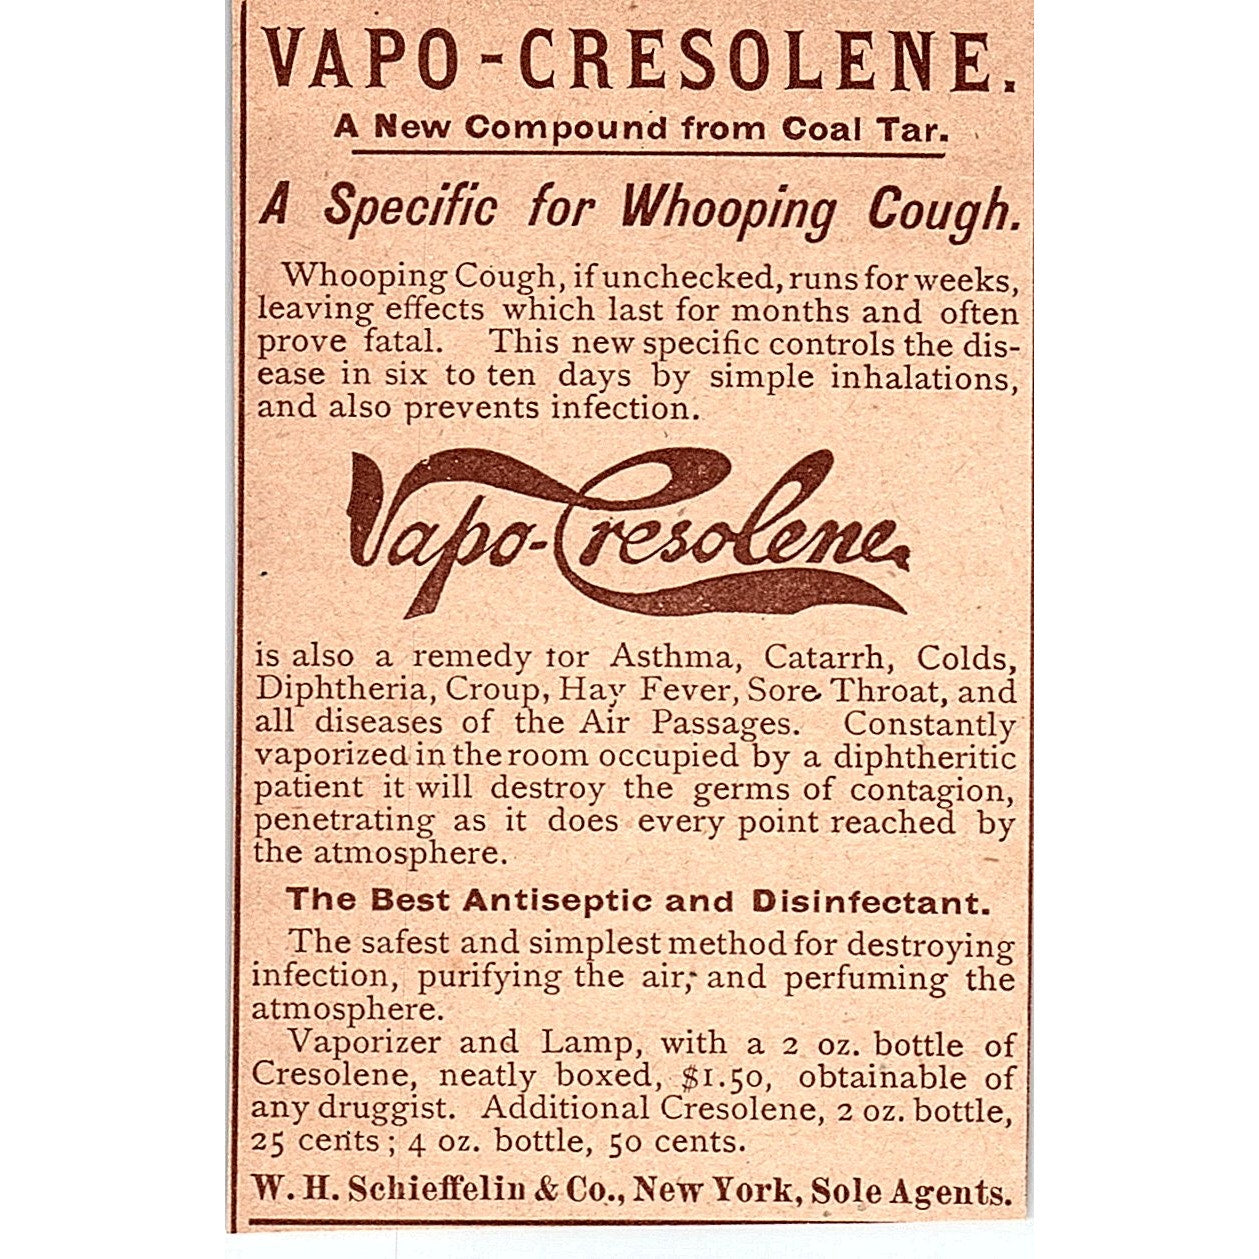 VAPO-CRESOLENE.
A New Compound from Coal Tar.
A Specific for Whooping Cough.
Whooping Cough, if unchecked, runs for weeks,
leaving effects which last for months and often
prove fatal. This new specific controls the dis-
ease in six to ten days by simple inhalations,
and also prevents infection.
Vapo-Cresolene
is also a remedy for Asthma, Catarrh, Colds,
Diphtheria, Croup, Hay Fever, Sore Throat, and
all diseases of the Air Passages. Constantly
vaporized in the room occupied by a diphtheritic
patient it will destroy the germs of contagion,
penetrating as it does every point reached by
the atmosphere.
The Best Antiseptic and Disinfectant.
The safest and simplest method for destroying
infection, purifying the air, and perfuming the
atmosphere.
Vaporizer and Lamp, with a 2 oz. bottle of
Cresolene, neatly boxed, $1.50, obtainable of
any druggist. Additional Cresolene, 2 oz. bottle,
25 cents; 4 oz. bottle, 50 cents.
W. H. Schieffelin & Co., New York, Sole Agents.